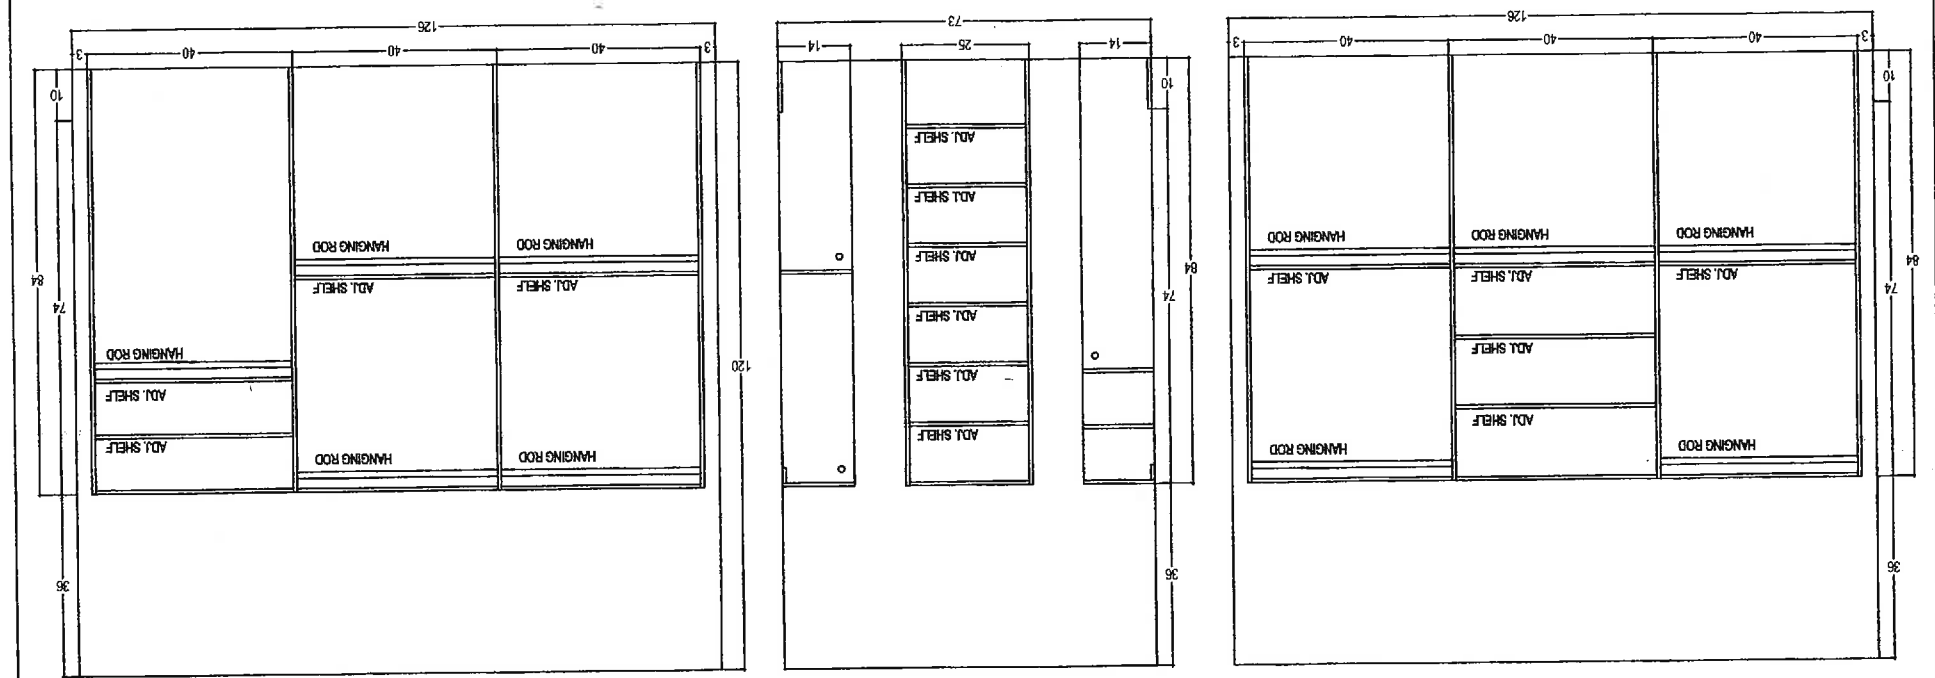 36
HANGING ROD
HANGING ROD
ADJ. SHELF
ADJ. SHELF
74
84
ADJ. SHELF
ADJ. SHELF
ADJ. SHELF
HANGING ROD
HANGING ROD
HANGING ROD
10
3
40
40
40
3
126
36
ADJ. SHELF
ADJ. SHELF
ADJ. SHELF
74
84
ADJ. SHELF
ADJ. SHELF
ADJ. SHELF
10
14
25
14
73
36
HANGING ROD
HANGING ROD
ADJ. SHELF
ADJ. SHELF
120
HANGING ROD
74
84
ADJ. SHELF
ADJ. SHELF
HANGING ROD
HANGING ROD
10
3
40
40
40
3
126